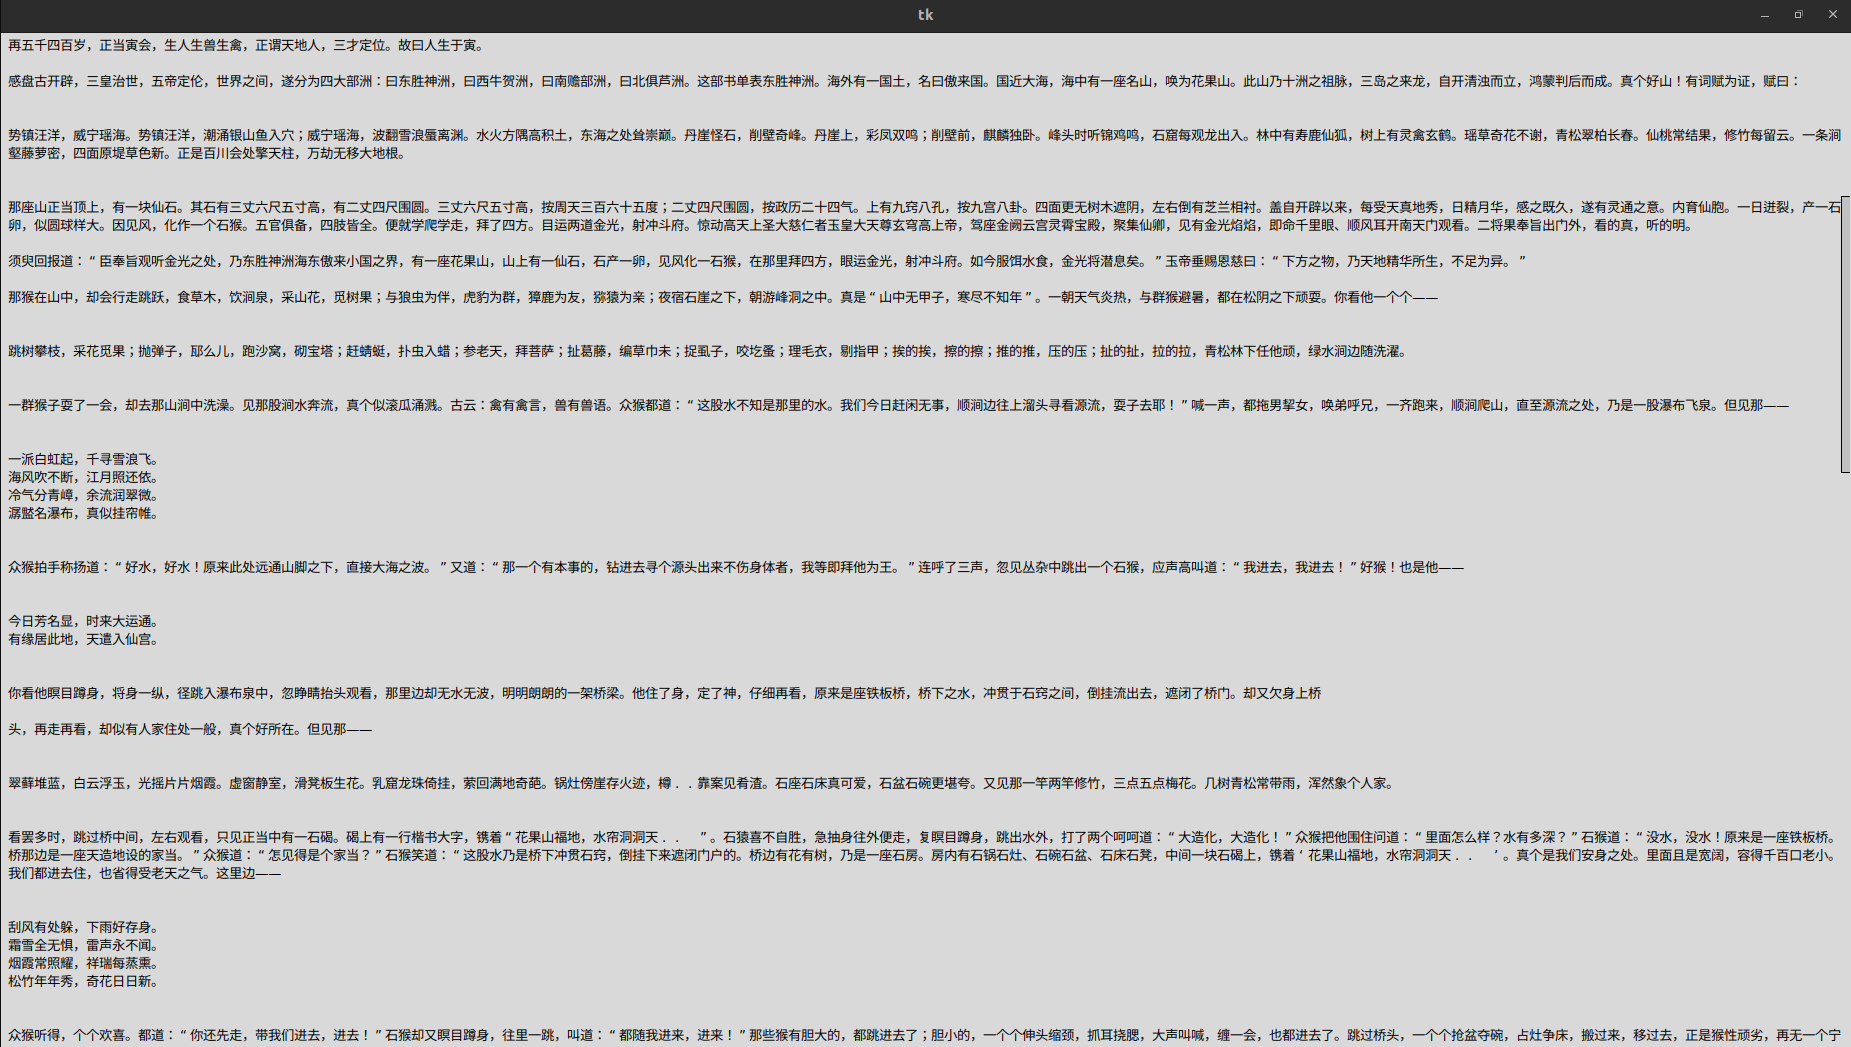 tk
再五千四百岁，正当寅会，生人生兽生禽，正谓天地人，三才定位。故曰人生于寅。
感盘古开辟，三皇治世，五帝定伦，世界之间，遂分为四大部洲：曰东胜神洲，曰西牛贺洲，曰南赡部洲，曰北俱芦洲。这部书单表东胜神洲。海外有一国土，名曰傲来国。国近大海，海中有一座名山，唤为花果山。此山乃十洲之祖脉，三岛之来龙，自开清浊而立，鸿蒙判后而成。真个好山！有词赋为证，赋曰：
势镇汪洋，威宁瑶海。势镇汪洋，潮涌银山鱼入穴；威宁瑶海，波翻雪浪蜃离渊。水火方隅高积土，东海之处耸崇巅。丹崖怪石，削壁奇峰。丹崖上，彩凤双鸣；削壁前，麒麟独卧。峰头时听锦鸡鸣，石窟每观龙出入。林中有寿鹿仙狐，树上有灵禽玄鹤。瑶草奇花不谢，青松翠柏长春。仙桃常结果，修竹每留云。一条涧
壑藤萝密，四面原堤草色新。正是百川会处擎天柱，万劫无移大地根。
那座山正当顶上，有一块仙石。其石有三丈六尺五寸高，有二丈四尺围圆。三丈六尺五寸高，按周天三百六十五度；二丈四尺围圆，按政历二十四气。上有九窍八孔，按九宫八卦。四面更无树木遮阴，左右倒有芝兰相衬。盖自开辟以来，每受天真地秀，日精月华，感之既久，遂有灵通之意。内育仙胞。一日迸裂，产一石
卵，似圆球样大。因见风，化作一个石猴。五官俱备，四肢皆全。便就学爬学走，拜了四方。目运两道金光，射冲斗府。惊动高天上圣大慈仁者玉皇大天尊玄穹高上帝，驾座金阙云宫灵霄宝殿，聚集仙卿，见有金光焰焰，即命千里眼、顺风耳开南天门观看。二将果奉旨出门外，看的真，听的明。
须臾回报道：“臣奉旨观听金光之处，乃东胜神洲海东傲来小国之界，有一座花果山，山上有一仙石，石产一卵，见风化一石猴，在那里拜四方，眼运金光，射冲斗府。如今服饵水食，金光将潜息矣。”玉帝垂赐恩慈曰：“下方之物，乃天地精华所生，不足为异。”
那猴在山中，却会行走跳跃，食草木，饮涧泉，采山花，觅树果；与狼虫为伴，虎豹为群，獐鹿为友，猕猿为亲；夜宿石崖之下，朝游峰洞之中。真是“山中无甲子，寒尽不知年”。一朝天气炎热，与群猴避暑，都在松阴之下顽耍。你看他一个个——
跳树攀枝，采花觅果；抛弹子，邷么儿，跑沙窝，砌宝塔；赶蜻蜓，扑虫入蜡；参老天，拜菩萨；扯葛藤，编草巾未；捉虱子，咬圪蚤；理毛衣，剔指甲；挨的挨，擦的擦；推的推，压的压；扯的扯，拉的拉，青松林下任他顽，绿水涧边随洗濯。
一群猴子耍了一会，却去那山涧中洗澡。见那股涧水奔流，真个似滚瓜涌溅。古云：禽有禽言，兽有兽语。众猴都道：“这股水不知是那里的水。我们今日赶闲无事，顺涧边往上溜头寻看源流，耍子去耶！”喊一声，都拖男挈女，唤弟呼兄，一齐跑来，顺涧爬山，直至源流之处，乃是一股瀑布飞泉。但见那——
一派白虹起，千寻雪浪飞。
海风吹不断，江月照还依。
冷气分青嶂，余流润翠微。
潺湲名瀑布，真似挂帘帷。
众猴拍手称扬道：“好水，好水！原来此处远通山脚之下，直接大海之波。”又道：“那一个有本事的，钻进去寻个源头出来不伤身体者，我等即拜他为王。”连呼了三声，忽见丛杂中跳出一个石猴，应声高叫道：“我进去，我进去！”好猴！也是他——
今日芳名显，时来大运通。
有缘居此地，天遣入仙宫。
你看他瞑目蹲身，将身一纵，径跳入瀑布泉中，忽睁睛抬头观看，那里边却无水无波，明明朗朗的一架桥梁。他住了身，定了神，仔细再看，原来是座铁板桥，桥下之水，冲贯于石窍之间，倒挂流出去，遮闭了桥门。却又欠身上桥
头，再走再看，却似有人家住处一般，真个好所在。但见那——
翠藓堆蓝，白云浮玉，光摇片片烟霞。虚窗静室，滑凳板生花。乳窟龙珠倚挂，萦回满地奇葩。锅灶傍崖存火迹，樽．．靠案见肴渣。石座石床真可爱，石盆石碗更堪夸。又见那一竿两竿修竹，三点五点梅花。几树青松常带雨，浑然象个人家。
看罢多时，跳过桥中间，左右观看，只见正当中有一石碣。碣上有一行楷书大字，镌着“花果山福地，水帘洞洞天．． ”。石猿喜不自胜，急抽身往外便走，复瞑目蹲身，跳出水外，打了两个呵呵道：“大造化，大造化！”众猴把他围住问道：“里面怎么样？水有多深？”石猴道：“没水，没水！原来是一座铁板桥。
桥那边是一座天造地设的家当。”众猴道：“怎见得是个家当？”石猴笑道：“这股水乃是桥下冲贯石窍，倒挂下来遮闭门户的。桥边有花有树，乃是一座石房。房内有石锅石灶、石碗石盆、石床石凳，中间一块石碣上，镌着‘花果山福地，水帘洞洞天．． ’。真个是我们安身之处。里面且是宽阔，容得千百口老小。
我们都进去住，也省得受老天之气。这里边——
刮风有处躲，下雨好存身。
霜雪全无惧，雷声永不闻。
烟霞常照耀，祥瑞每蒸熏。
松竹年年秀，奇花日日新。
众猴听得，个个欢喜。都道：“你还先走，带我们进去，进去！”石猴却又瞑目蹲身，往里一跳，叫道：“都随我进来，进来！”那些猴有胆大的，都跳进去了；胆小的，一个个伸头缩颈，抓耳挠腮，大声叫喊，缠一会，也都进去了。跳过桥头，一个个抢盆夺碗，占灶争床，搬过来，移过去，正是猴性顽劣，再无一个宁